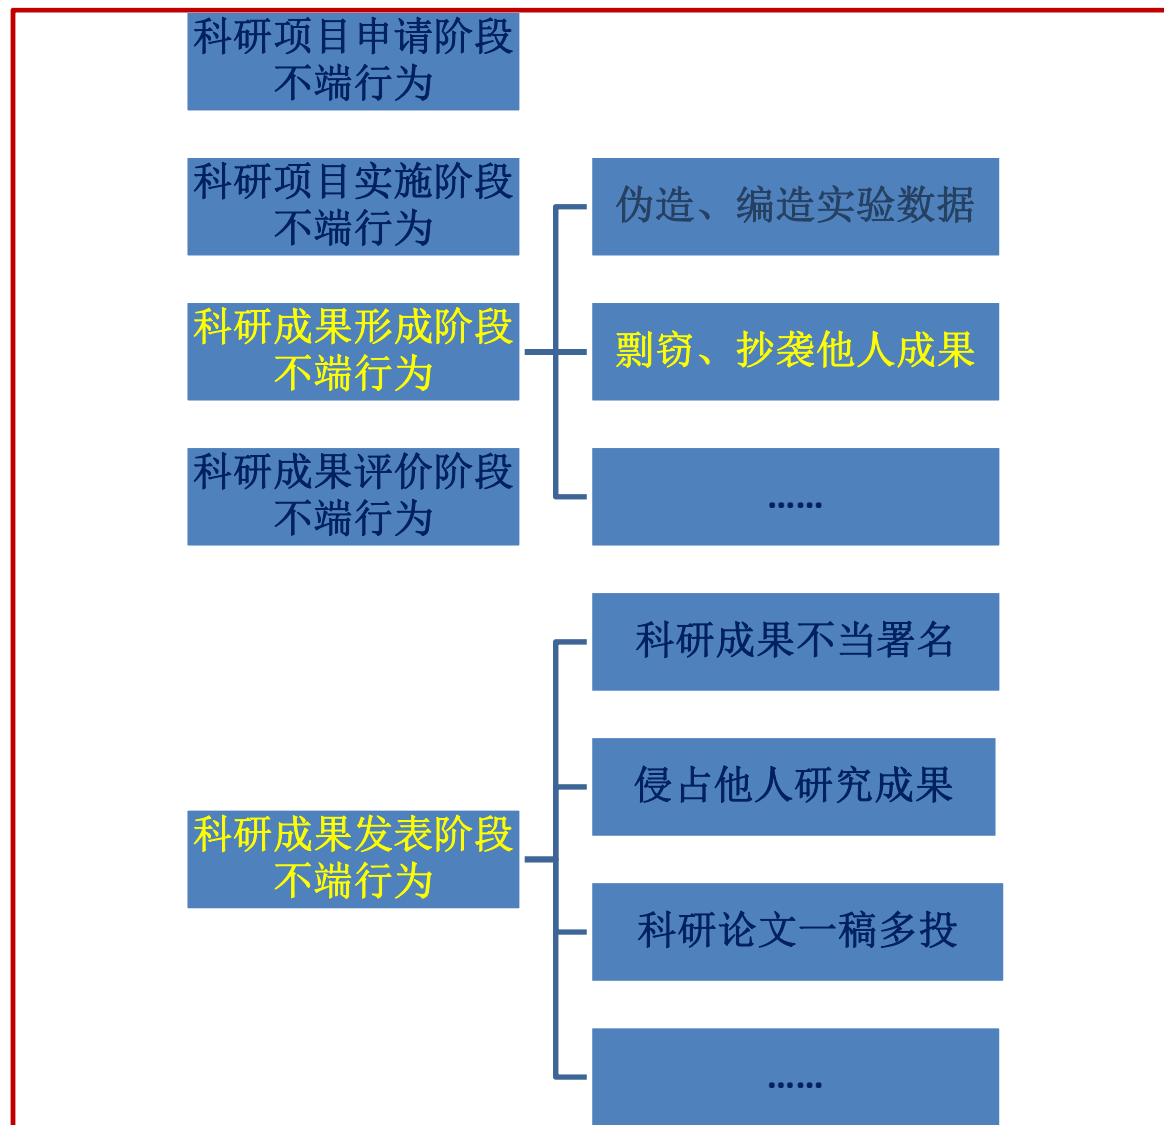 科研项目申请阶段
不端行为
科研项目实施阶段
不端行为
伪造、编造实验数据
科研成果形成阶段
不端行为
剽窃、抄袭他人成果
科研成果评价阶段
不端行为
……
科研成果不当署名
侵占他人研究成果
科研成果发表阶段
不端行为
科研论文一稿多投
……